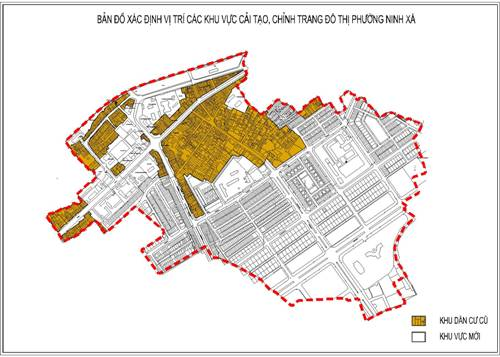 BẢN ĐỒ XÁC ĐỊNH VỊ TRÍ CÁC KHU VỰC CẢI TẠO, CHỈNH TRANG ĐÔ THỊ PHƯỜNG NINH XÁ
KHU DÂN CƯ CŨ
KHU VỰC MỚI